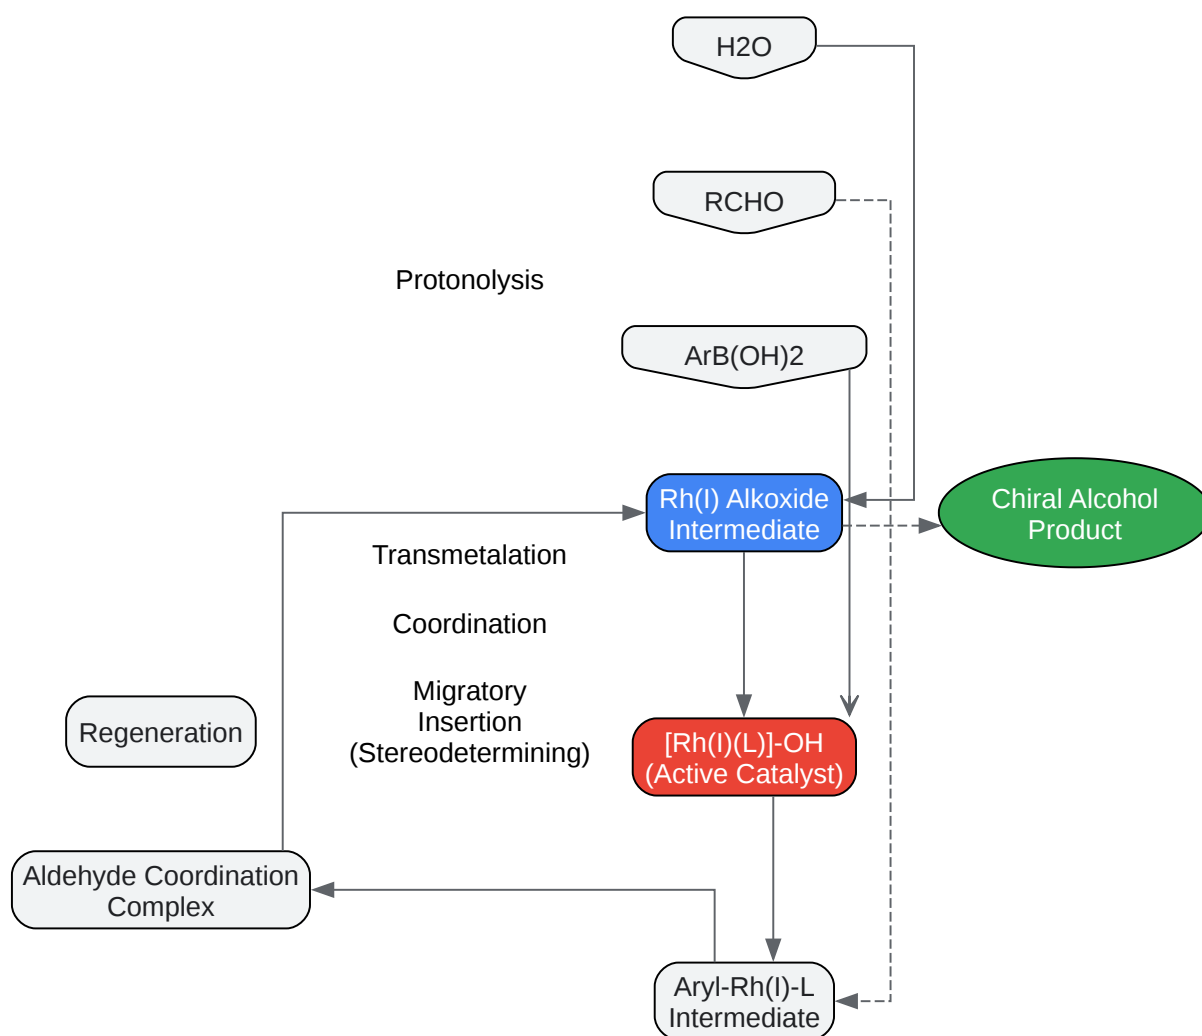 H2O
RCHO
Protonolysis
ArB(OH)2
Rh(I) Alkoxide
Intermediate
Chiral Alcohol
Product
Transmetalation
Coordination
Migratory
Insertion
(Stereodetermining)
Regeneration
[Rh(I)(L)]-OH
(Active Catalyst)
Aldehyde Coordination
Complex
Aryl-Rh(I)-L
Intermediate